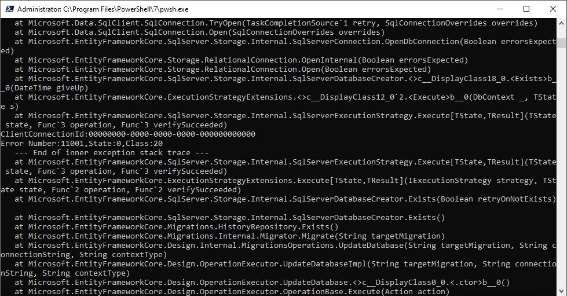 Administrator: C:\Program Files\PowerShell\7\pwsh.exe
   at Microsoft.Data.SqlClient.SqlConnection.TryOpen(TaskCompletionSource`1 retry, SqlConnectionOverrides overrides)
   at Microsoft.Data.SqlClient.SqlConnection.Open(SqlConnectionOverrides overrides)
   at Microsoft.EntityFrameworkCore.SqlServer.Storage.Internal.SqlServerConnection.OpenDbConnection(Boolean errorsExpect
ed)
   at Microsoft.EntityFrameworkCore.Storage.RelationalConnection.OpenInternal(Boolean errorsExpected)
   at Microsoft.EntityFrameworkCore.Storage.RelationalConnection.Open(Boolean errorsExpected)
   at Microsoft.EntityFrameworkCore.SqlServer.Storage.Internal.SqlServerDatabaseCreator.<>c__DisplayClass18_0.<Exists>b_
_0(DateTime giveUp)
   at Microsoft.EntityFrameworkCore.ExecutionStrategyExtensions.<>c__DisplayClass12_0`2.<Execute>b__0(DbContext _, TStat
e s)
   at Microsoft.EntityFrameworkCore.SqlServer.Storage.Internal.SqlServerExecutionStrategy.Execute[TState,TResult](TState
 state, Func`3 operation, Func`3 verifySucceeded)
ClientConnectionId:00000000-0000-0000-0000-000000000000
Error Number:11001,State:0,Class:20
   --- End of inner exception stack trace ---
   at Microsoft.EntityFrameworkCore.SqlServer.Storage.Internal.SqlServerExecutionStrategy.Execute[TState,TResult](TState
 state, Func`3 operation, Func`3 verifySucceeded)
   at Microsoft.EntityFrameworkCore.ExecutionStrategyExtensions.Execute[TState,TResult](IExecutionStrategy strategy, TSt
ate state, Func`2 operation, Func`2 verifySucceeded)
   at Microsoft.EntityFrameworkCore.SqlServer.Storage.Internal.SqlServerDatabaseCreator.Exists(Boolean retryOnNotExists)
   at Microsoft.EntityFrameworkCore.SqlServer.Storage.Internal.SqlServerDatabaseCreator.Exists()
   at Microsoft.EntityFrameworkCore.Migrations.HistoryRepository.Exists()
   at Microsoft.EntityFrameworkCore.Migrations.Internal.Migrator.Migrate(String targetMigration)
   at Microsoft.EntityFrameworkCore.Design.Internal.MigrationsOperations.UpdateDatabase(String targetMigration, String c
onnectionString, String contextType)
   at Microsoft.EntityFrameworkCore.Design.OperationExecutor.UpdateDatabaseImpl(String targetMigration, String connectio
nString, String contextType)
   at Microsoft.EntityFrameworkCore.Design.OperationExecutor.UpdateDatabase.<>c__DisplayClass0_0.<.ctor>b__0()
   at Microsoft.EntityFrameworkCore.Design.OperationExecutor.OperationBase.Execute(Action action)